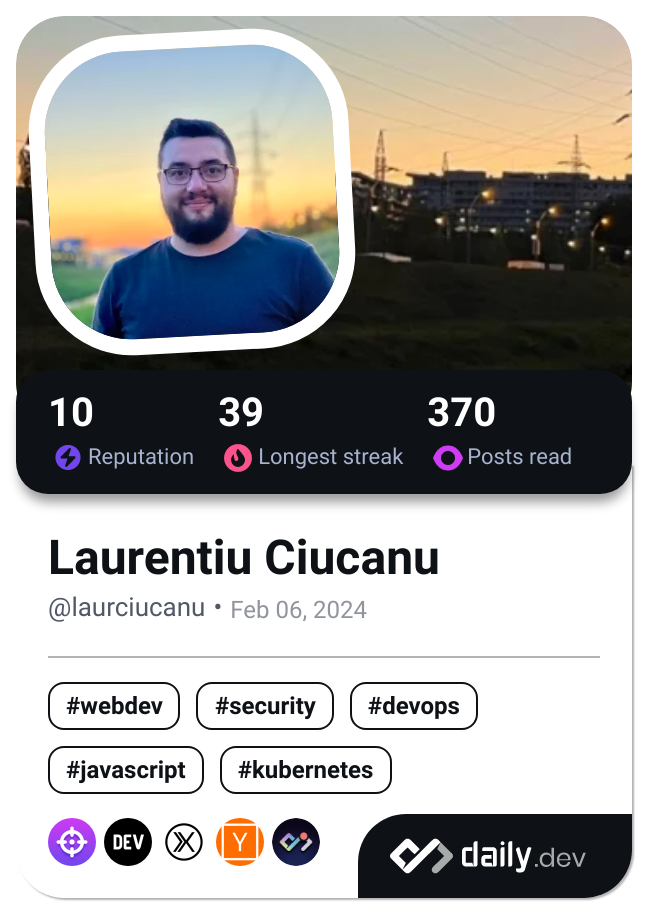 10 39 370
Reputation Longest streak Posts read
Laurentiu Ciucanu
@laurciucanu • Feb 06, 2024
#webdev #security #devops
#javascript #kubernetes
DEV Y daily.dev